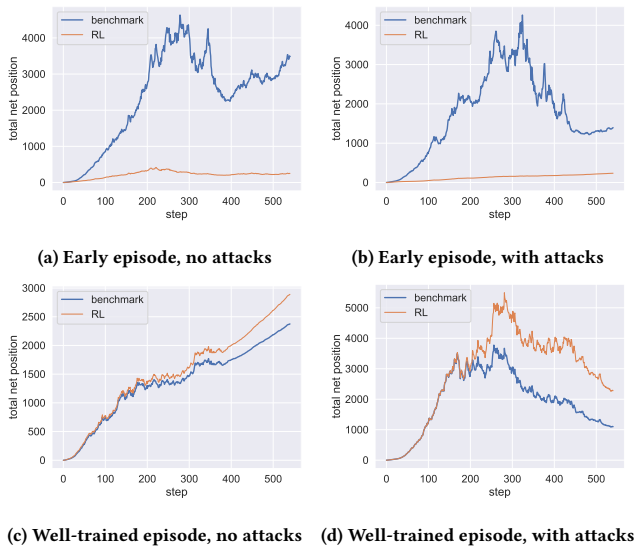 benchmark
RL
total net position
4000
3000
2000
1000
0
0 100 200 300 400 500
step
(a) Early episode, no attacks
benchmark
RL
total net position
4000
3000
2000
1000
0
0 100 200 300 400 500
step
(b) Early episode, with attacks
benchmark
RL
total net position
3000
2500
2000
1500
1000
500
0
0 100 200 300 400 500
step
(c) Well-trained episode, no attacks
benchmark
RL
total net position
5000
4000
3000
2000
1000
0
0 100 200 300 400 500
step
(d) Well-trained episode, with attacks